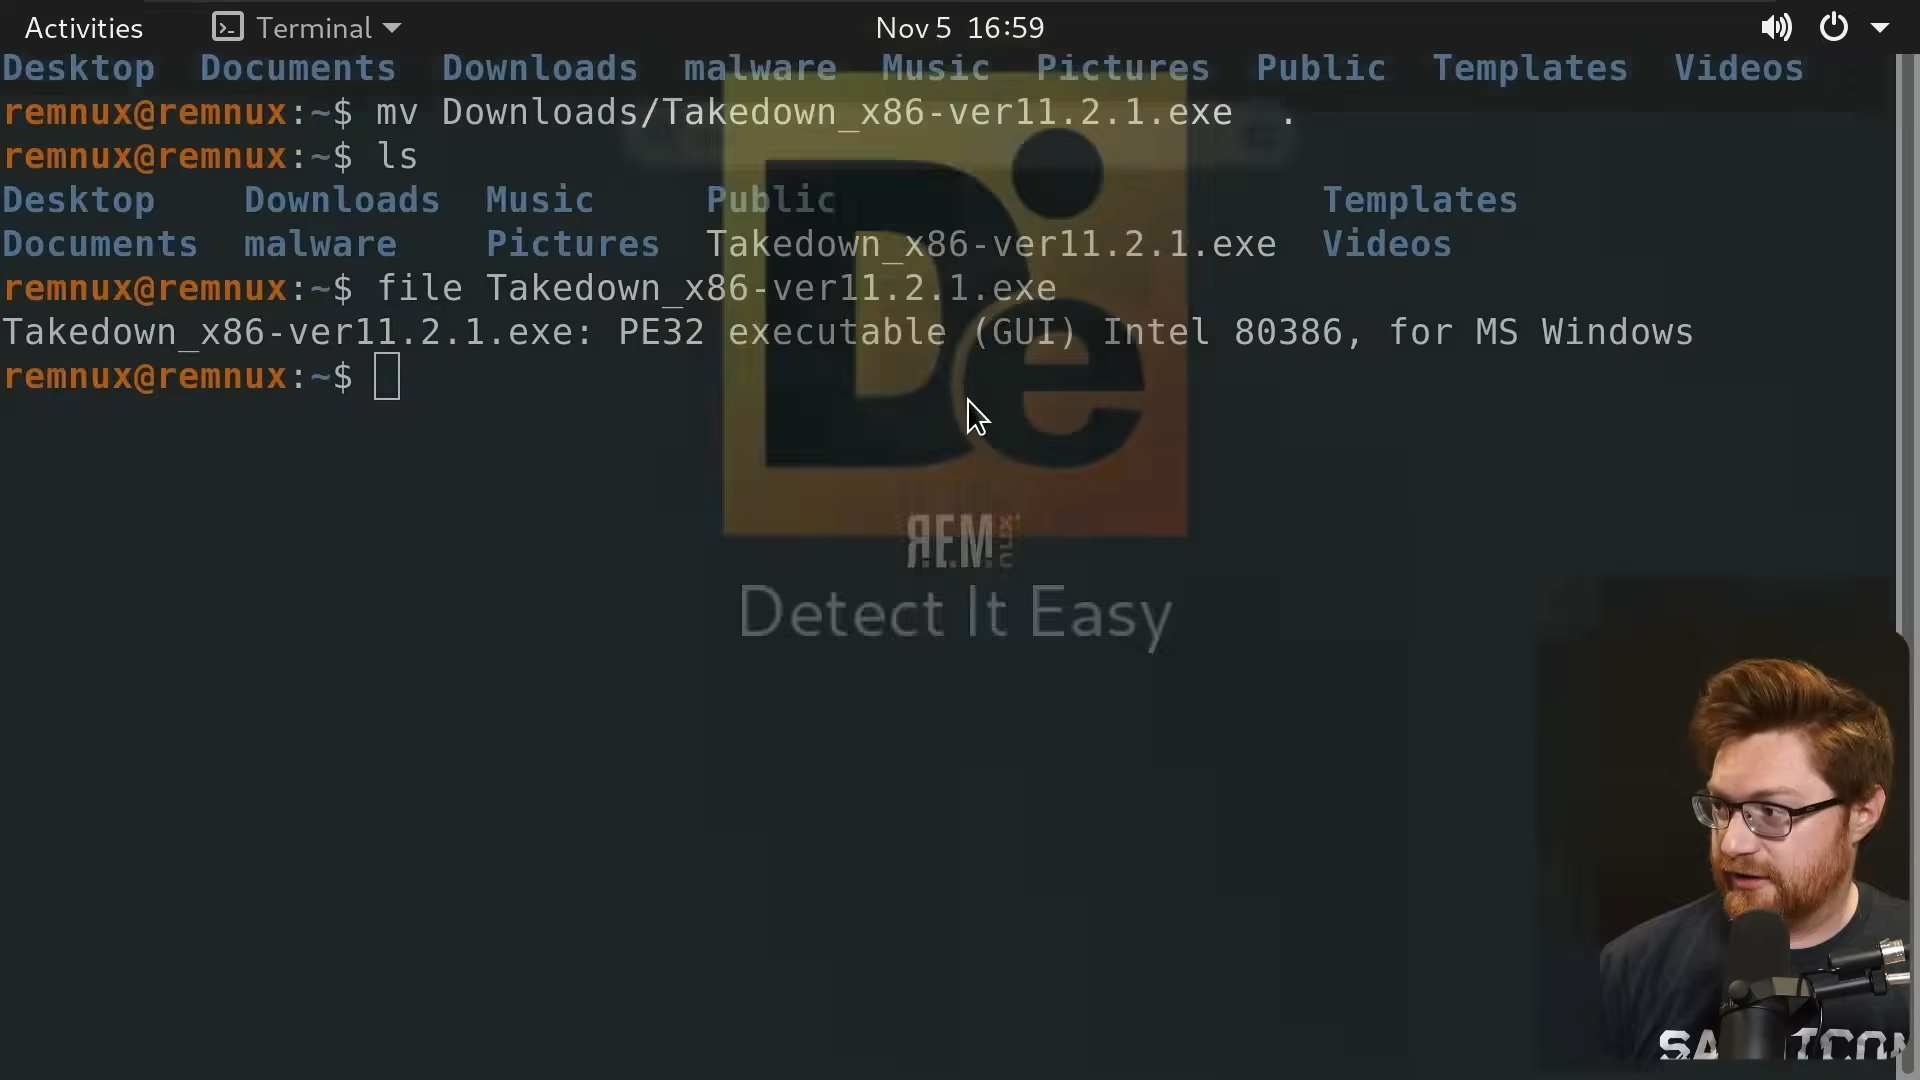 Activities Terminal Nov 5 16:59
Desktop Documents Downloads malware Music Pictures Public Templates Videos
remnux@remnux:~$ mv Downloads/Takedown_x86-ver11.2.1.exe .
remnux@remnux:~$ ls
Desktop Downloads Music Public Templates
Documents malware Pictures Takedown_x86-ver11.2.1.exe Videos
remnux@remnux:~$ file Takedown_x86-ver11.2.1.exe
Takedown_x86-ver11.2.1.exe: PE32 executable (GUI) Intel 80386, for MS Windows
remnux@remnux:~$
Die
REMnux
Detect It Easy